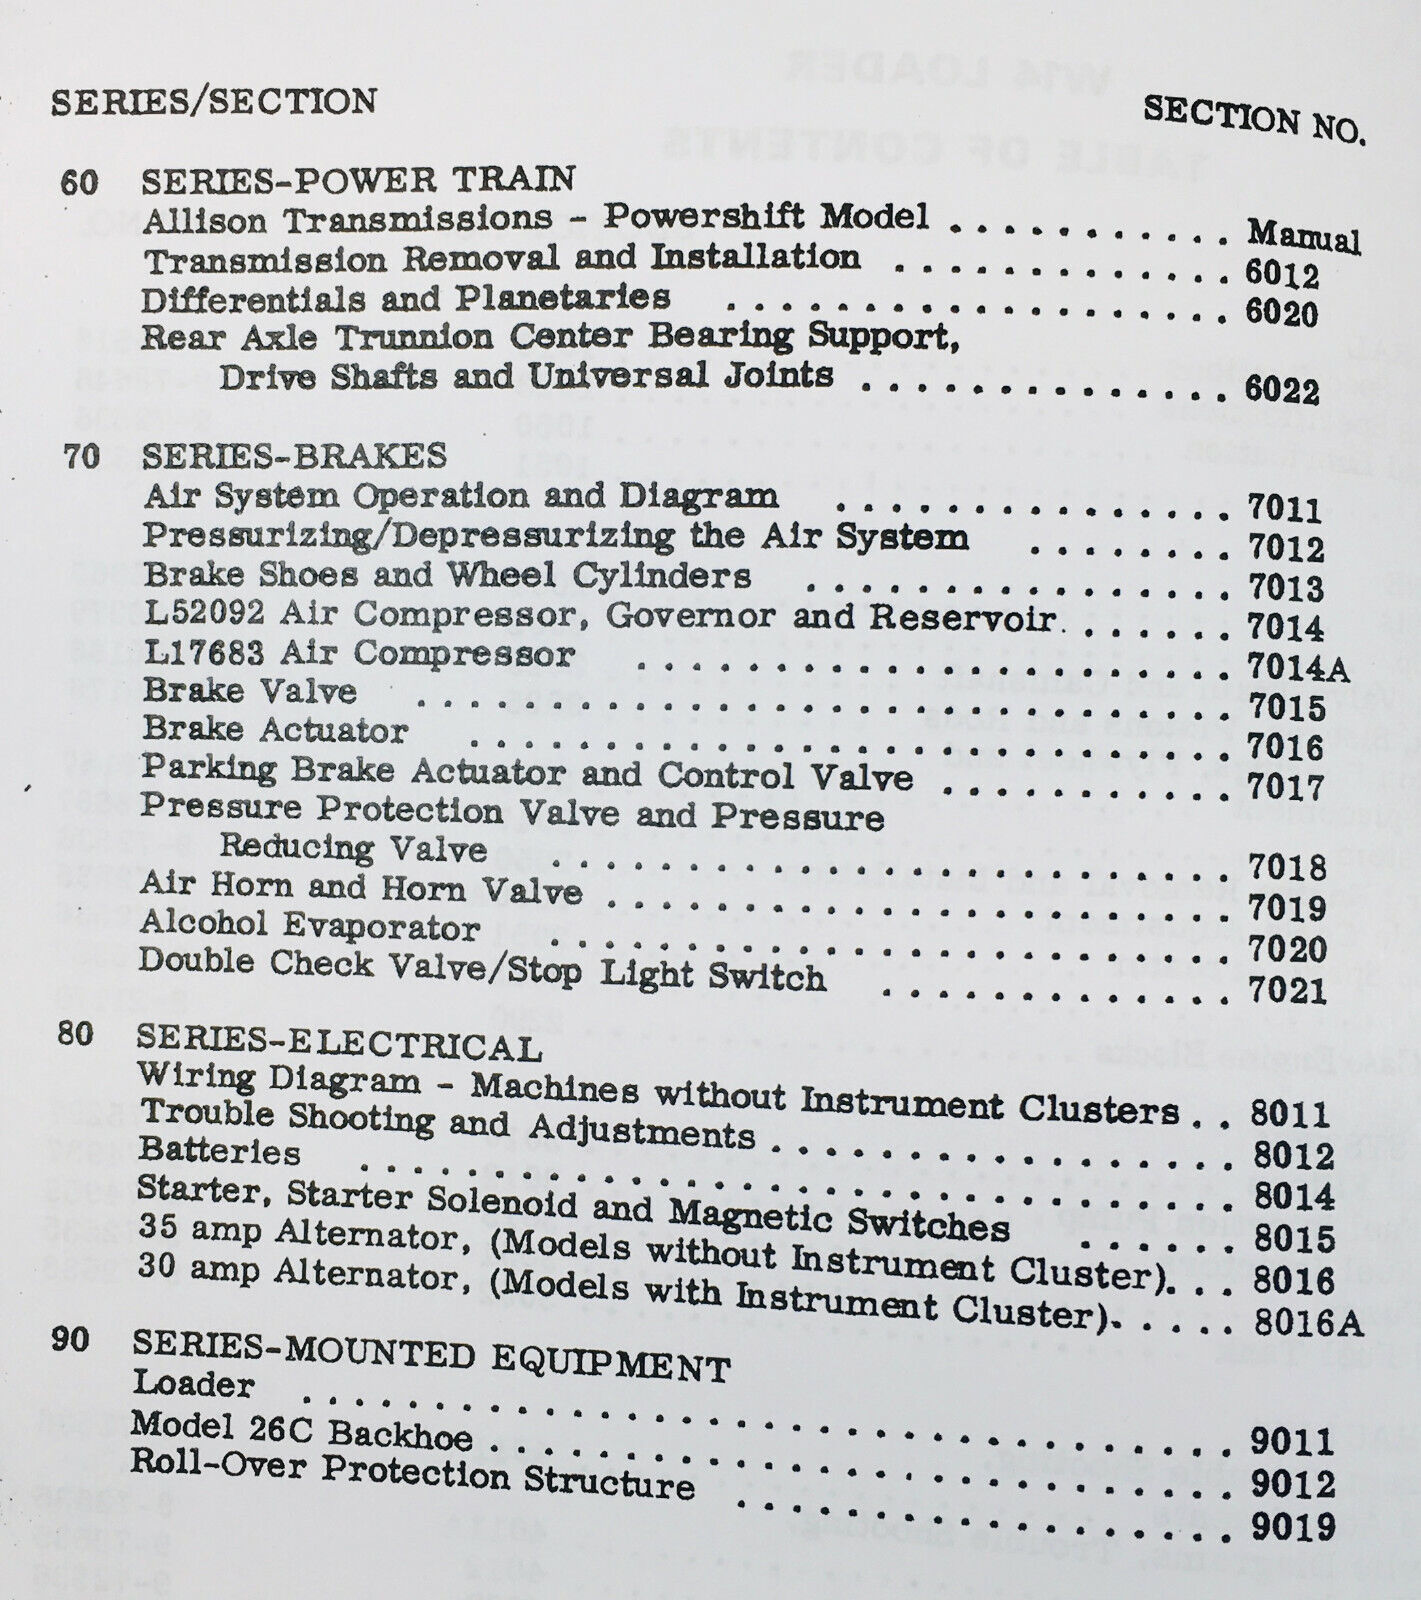 SERIES/SECTION SECTION NO.
60 SERIES-POWER TRAIN
Allison Transmissions - Powershift Model . . . . . . . . . . . Manual
Transmission Removal and Installation . . . . . . . . . . . . . 6012
Differentials and Planetaries . . . . . . . . . . . . . . . . . . . 6020
Rear Axle Trunnion Center Bearing Support,
Drive Shafts and Universal Joints . . . . . . . . . . . . . . 6022
70 SERIES-BRAKES
Air System Operation and Diagram . . . . . . . . . . . . . . . 7011
Pressurizing/Depressurizing the Air System . . . . . . . . 7012
Brake Shoes and Wheel Cylinders . . . . . . . . . . . . . . . . 7013
L52092 Air Compressor, Governor and Reservoir. . . . . . . 7014
L17683 Air Compressor . . . . . . . . . . . . . . . . . . . . . . 7014A
Brake Valve . . . . . . . . . . . . . . . . . . . . . . . . . . . . . . 7015
Brake Actuator . . . . . . . . . . . . . . . . . . . . . . . . . . . . 7016
Parking Brake Actuator and Control Valve . . . . . . . . . . . 7017
Pressure Protection Valve and Pressure
Reducing Valve . . . . . . . . . . . . . . . . . . . . . . . . . 7018
Air Horn and Horn Valve . . . . . . . . . . . . . . . . . . . . . . . 7019
Alcohol Evaporator . . . . . . . . . . . . . . . . . . . . . . . . . 7020
Double Check Valve/Stop Light Switch . . . . . . . . . . . . . 7021
80 SERIES-ELECTRICAL
Wiring Diagram - Machines without Instrument Clusters . . 8011
Trouble Shooting and Adjustments . . . . . . . . . . . . . . . . . 8012
Batteries . . . . . . . . . . . . . . . . . . . . . . . . . . . . . . . . 8014
Starter, Starter Solenoid and Magnetic Switches . . . . . . 8015
35 amp Alternator, (Models without Instrument Cluster). . . 8016
30 amp Alternator, (Models with Instrument Cluster). . . . . 8016A
90 SERIES-MOUNTED EQUIPMENT
Loader . . . . . . . . . . . . . . . . . . . . . . . . . . . . . . . . . . 9011
Model 26C Backhoe . . . . . . . . . . . . . . . . . . . . . . . . . . . 9012
Roll-Over Protection Structure . . . . . . . . . . . . . . . . . . 9019